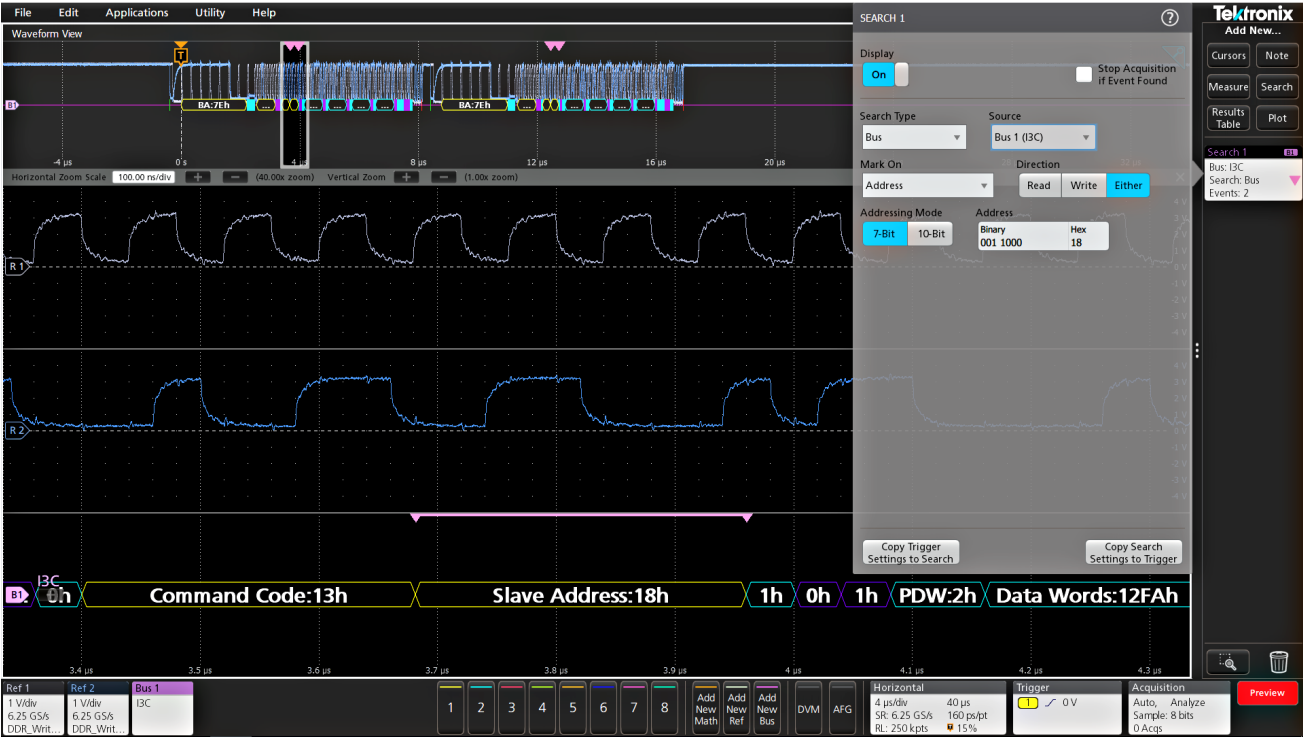 File Edit Applications Utility Help
Waveform View
T
B1
BA:7Eh ... ... ... ... ... BA:7Eh ... ... ... ... ...
-4 µs 0 s 4 µs 8 µs 12 µs 16 µs 20 µs
Horizontal Zoom Scale 100.00 ns/div + − (40.00x zoom) Vertical Zoom + − (1.00x zoom)
R 1
R 2
I3C
B1 0h Command Code:13h Slave Address:18h 1h 0h 1h PDW:2h Data Words:12FAh
3.4 µs 3.5 µs 3.6 µs 3.7 µs 3.8 µs 3.9 µs 4 µs 4.1 µs 4.2 µs 4.3 µs
SEARCH 1 ?
Display
On
Stop Acquisition
if Event Found
Search Type Source
Bus Bus 1 (I3C)
Mark On Direction
Address Read Write Either
Addressing Mode Address
7-Bit 10-Bit
Binary Hex
001 1000 18
Copy Trigger
Settings to Search
Copy Search
Settings to Trigger
Tektronix
Add New...
Cursors Note
Measure Search
Results
Table
Plot
Search 1 B1
Bus: I3C
Search: Bus
Events: 2
Ref 1
1 V/div
6.25 GS/s
DDR_Writ...
Ref 2
1 V/div
6.25 GS/s
DDR_Writ...
Bus 1
I3C
1 2 3 4 5 6 7 8
Add
New
Math
Add
New
Ref
Add
New
Bus
DVM AFG
Horizontal
4 µs/div 40 µs
SR: 6.25 GS/s 160 ps/pt
RL: 250 kpts 15%
Trigger
1 0 V
Acquisition
Auto, Analyze
Sample: 8 bits
0 Acqs
Preview